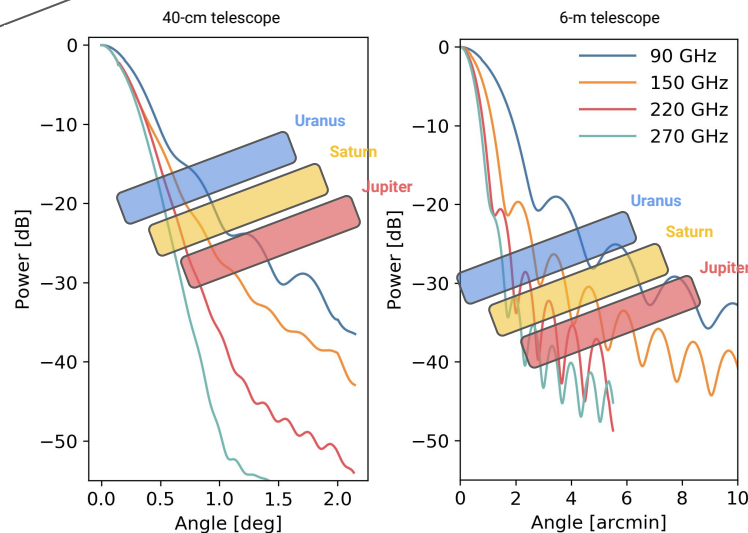 40-cm telescope
0
−10
−20
−30
−40
−50
Power [dB]
0.0 0.5 1.0 1.5 2.0
Angle [deg]
Uranus
Saturn
Jupiter
6-m telescope
0
−10
−20
−30
−40
−50
Power [dB]
0 2 4 6 8 10
Angle [arcmin]
90 GHz
150 GHz
220 GHz
270 GHz
Uranus
Saturn
Jupiter